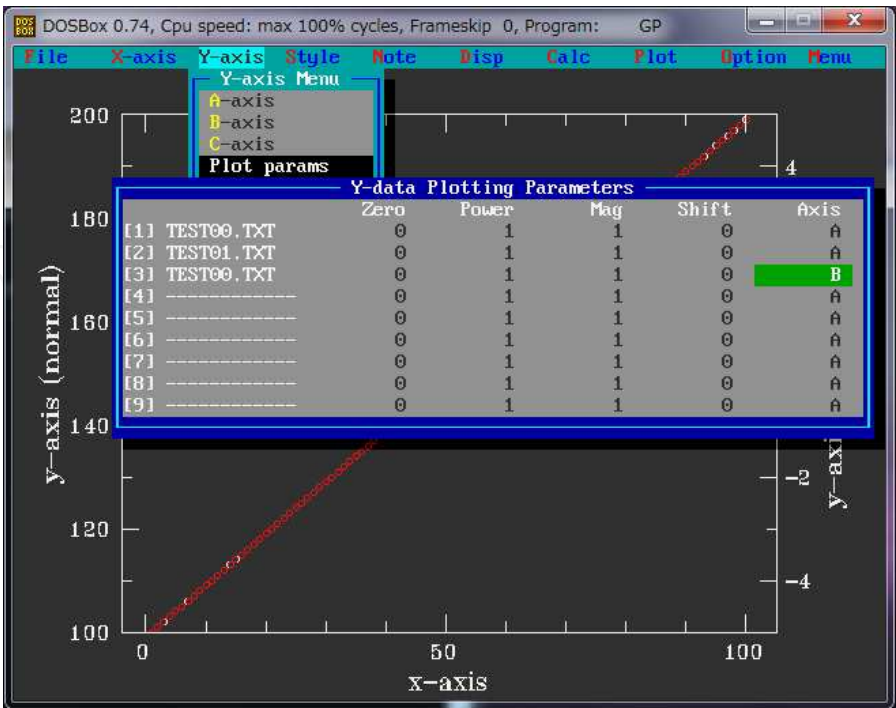 DOSBox 0.74, Cpu speed: max 100% cycles, Frameskip 0, Program: GP
File X-axis Y-axis Style Note Disp Calc Plot Option Menu
Y-axis Menu
A-axis
B-axis
C-axis
Plot params
Y-data Plotting Parameters
Zero Power Mag Shift Axis
[1] TEST00.TXT 0 1 1 0 A
[2] TEST01.TXT 0 1 1 0 A
[3] TEST00.TXT 0 1 1 0 B
[4] ------------ 0 1 1 0 A
[5] ------------ 0 1 1 0 A
[6] ------------ 0 1 1 0 A
[7] ------------ 0 1 1 0 A
[8] ------------ 0 1 1 0 A
[9] ------------ 0 1 1 0 A
200
180
160
140
120
100
y-axis (normal)
4
-2
-4
y-axi
0 50 100
x-axis